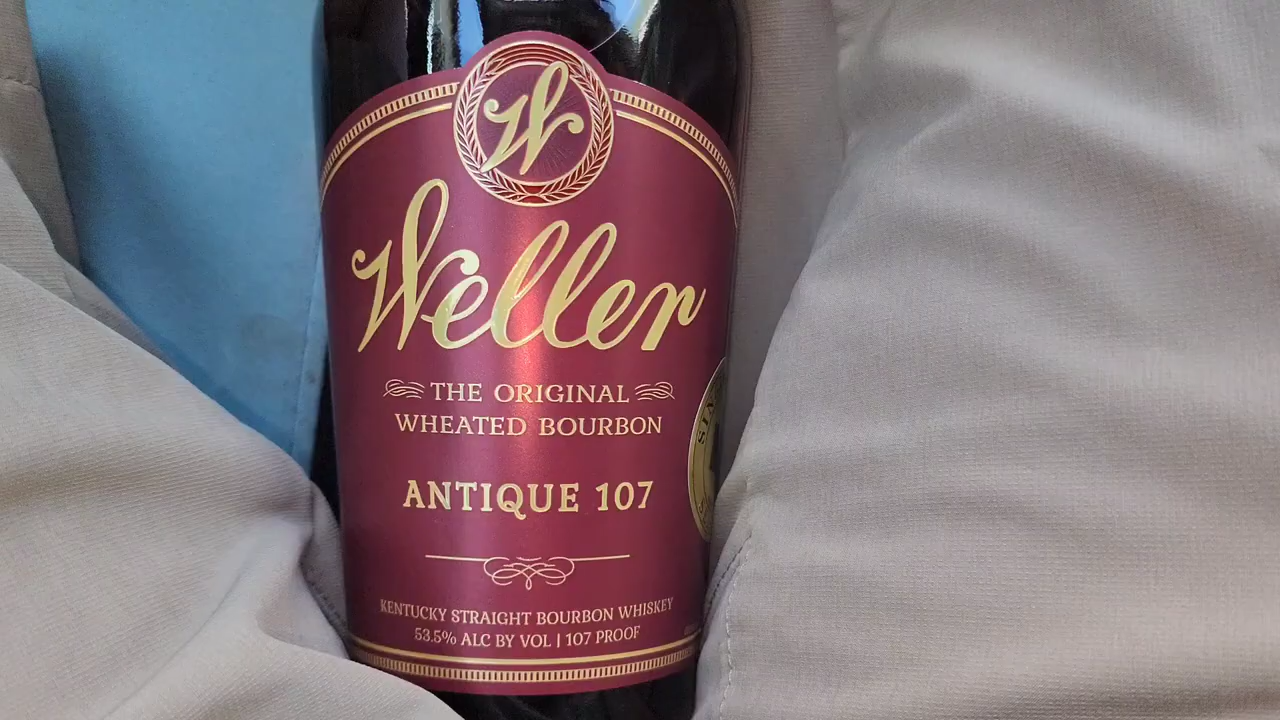 W
Weller
THE ORIGINAL
WHEATED BOURBON
ANTIQUE 107
KENTUCKY STRAIGHT BOURBON WHISKEY
53.5% ALC BY VOL | 107 PROOF